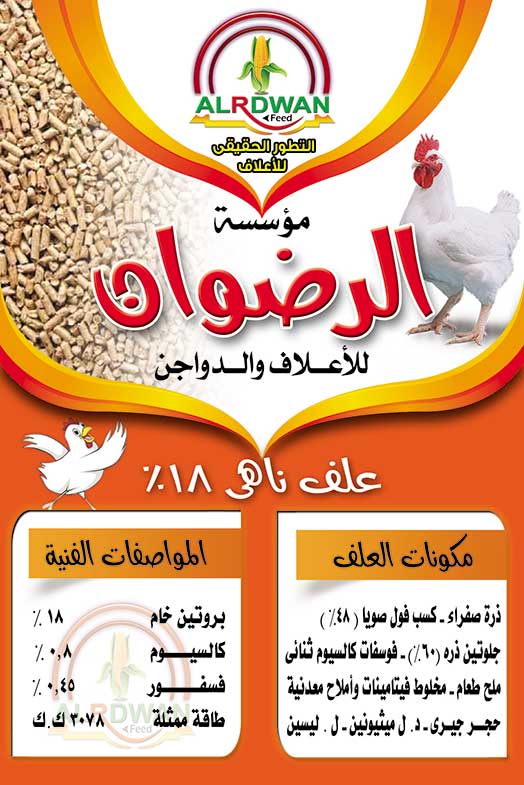 ALRDWAN
Feed
التطور الحقيقى
للأعلاف
مؤسسة
الرضوان
للأعلاف والدواجن
علف ناهى ١٨٪
مكونات العلف
ذرة صفراء - كسب فول صويا (٤٨٪)
جلوتين ذره (٦٠٪) - فوسفات كالسيوم ثنائى
ملح طعام - مخلوط فيتامينات وأملاح معدنية
حجر جيرى - د. ل ميثيونين - ل. ليسين
المواصفات الفنية
بروتين خام ١٨ ٪
كالسيوم ٠,٨ ٪
فسفور ٠,٤٥ ٪
طاقة ممثلة ٣٠٧٨ ك.ك
ALRDWAN
Feed